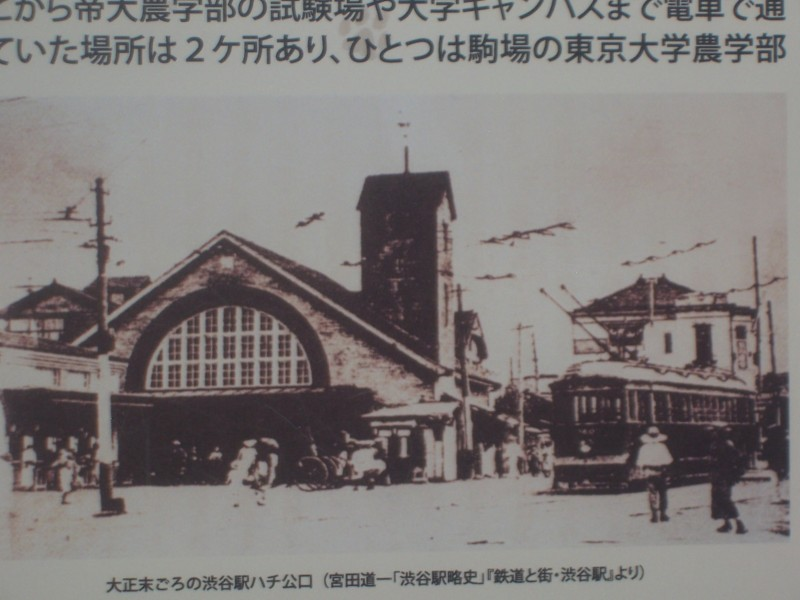 こから帝大農学部の試験場や大学キャンパスまで電車で通
ていた場所は２ケ所あり、ひとつは駒場の東京大学農学部
大正末ごろの渋谷駅ハチ公口（宮田道一「渋谷駅略史」『鉄道と街・渋谷駅』より）